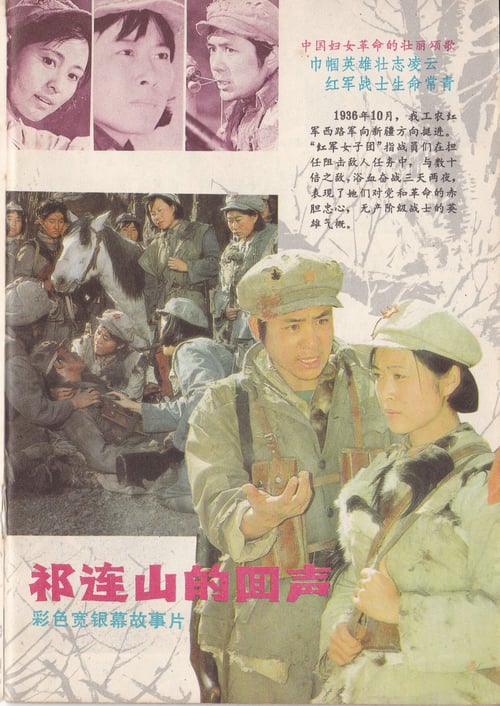 中国妇女革命的壮丽颂歌
巾帼英雄壮志凌云
红军战士生命常青
1936年10月，我工农红
军西路军向新疆方向挺进。
“红军女子团”指战员们在担
任阻击敌人任务中，与数十
倍之敌，浴血奋战三天两夜，
表现了她们对党和革命的赤
胆忠心，无产阶级战士的英
雄气慨。
祁连山的回声
彩色宽银幕故事片